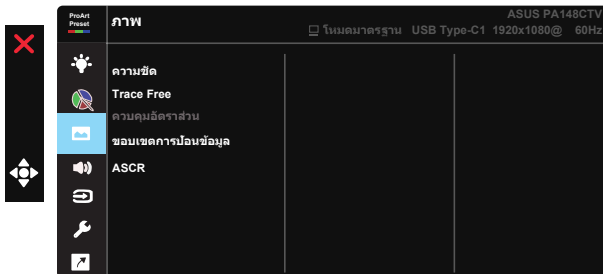 ProArt
Preset
ภาพ
ASUS PA148CTV
โหมดมาตรฐาน USB Type-C1 1920x1080@ 60Hz
ความชัด
Trace Free
ควบคุมอัตราส่วน
ขอบเขตการป้อนข้อมูล
ASCR